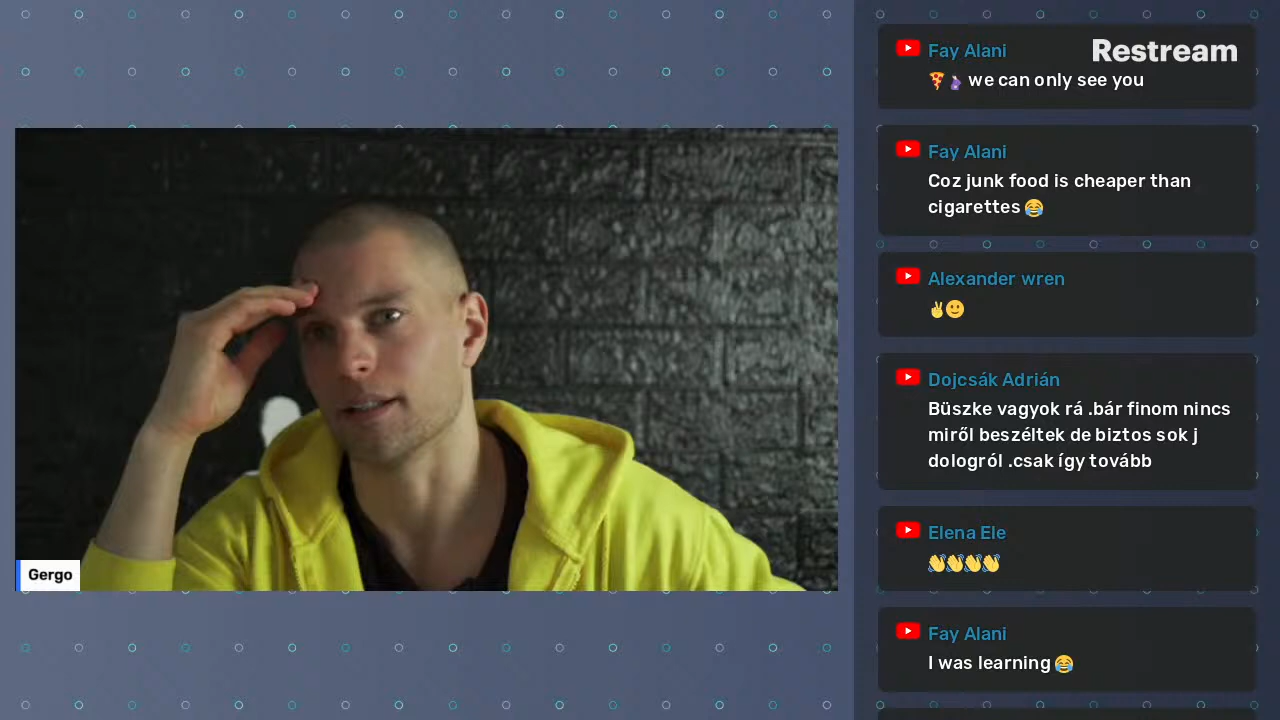 Restream
Fay Alani
🍕🤱 we can only see you
Fay Alani
Coz junk food is cheaper than
cigarettes 😂
Alexander wren
✌️🙂
Dojcsák Adrián
Büszke vagyok rá .bár finom nincs
miről beszéltek de biztos sok j
dologról .csak így tovább
Elena Ele
👏👏👏👏
Fay Alani
I was learning 😂
Gergo